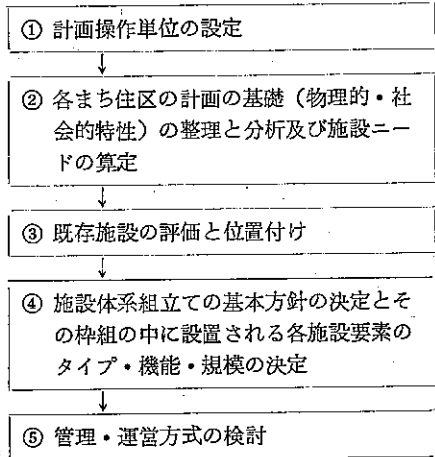 ① 計画操作単位の設定
② 各まち住区の計画の基礎（物理的・社
会的特性）の整理と分析及び施設ニー
ドの算定
③ 既存施設の評価と位置付け
④ 施設体系組立ての基本方針の決定とそ
の枠組の中に設置される各施設要素の
タイプ・機能・規模の決定
⑤ 管理・運営方式の検討